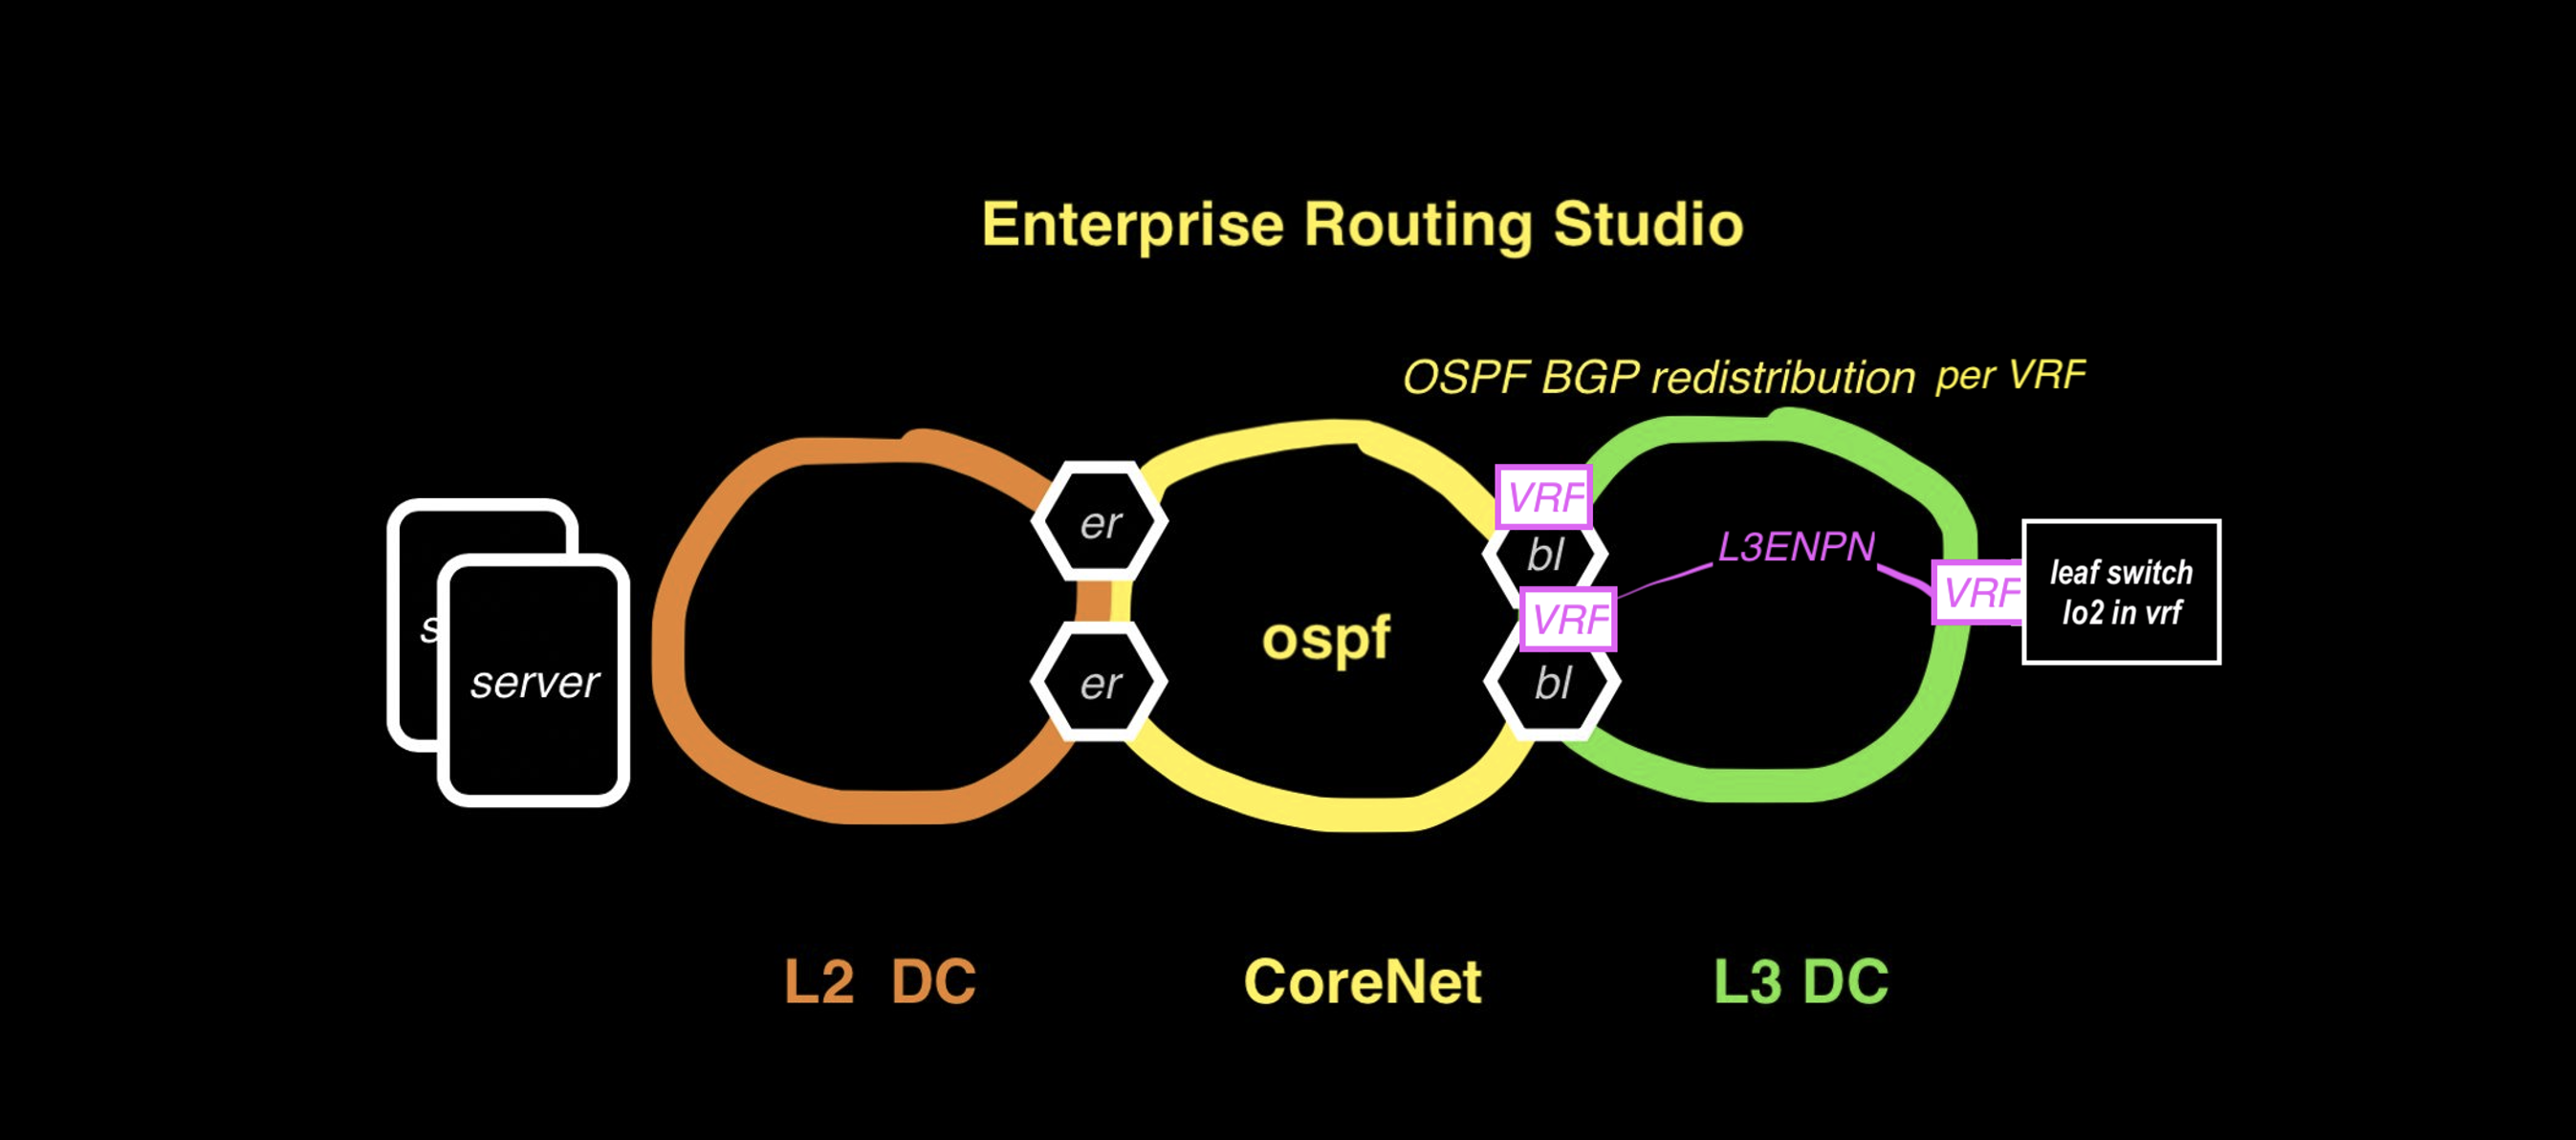 Enterprise Routing Studio
OSPF BGP redistribution per VRF
er
VRF
bl
L3ENPN
VRF
leaf switch
lo2 in vrf
s
server
er
ospf
VRF
bl
L2 DC
CoreNet
L3 DC